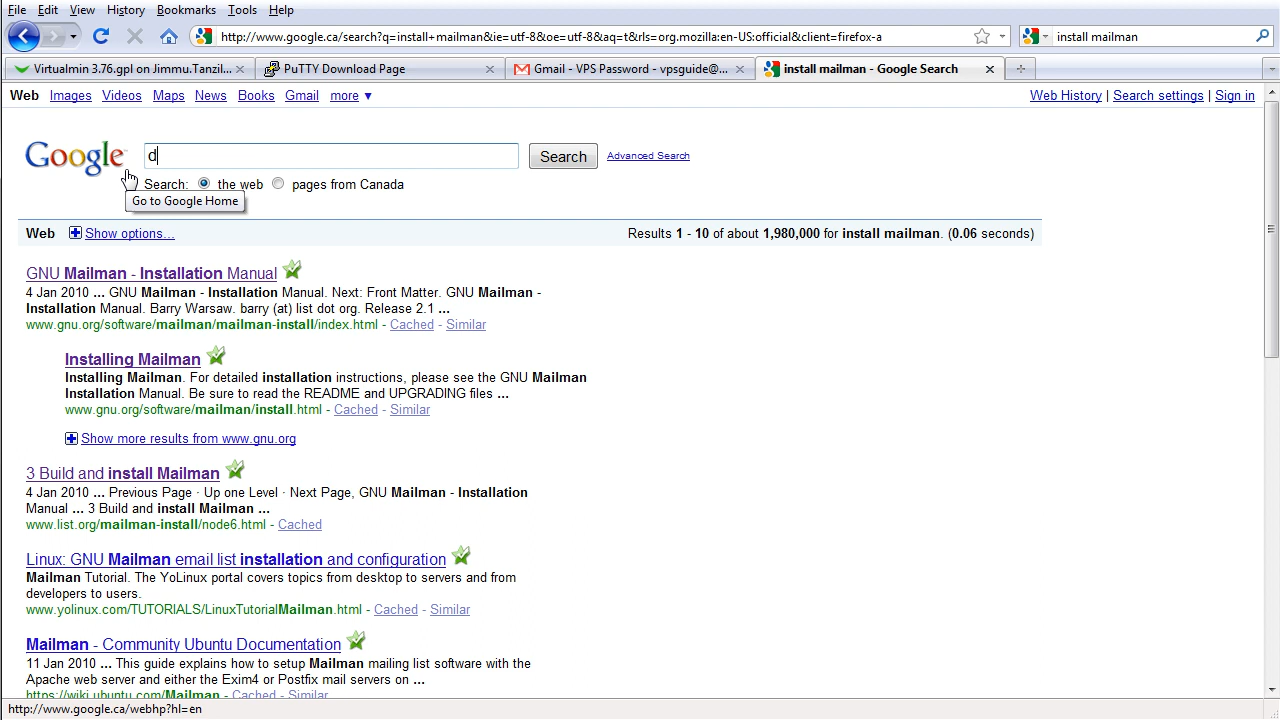 File Edit View History Bookmarks Tools Help
http://www.google.ca/search?q=install+mailman&ie=utf-8&oe=utf-8&aq=t&rls=org.mozilla:en-US:official&client=firefox-a
install mailman
Virtualmin 3.76.gpl on Jimmu.Tanzil... PuTTY Download Page Gmail - VPS Password - vpsguide@... install mailman - Google Search
Web Images Videos Maps News Books Gmail more ▼ Web History | Search settings | Sign in
Google d Search Advanced Search
Search: the web pages from Canada
Go to Google Home
Web Show options... Results 1 - 10 of about 1,980,000 for install mailman. (0.06 seconds)
GNU Mailman - Installation Manual
4 Jan 2010 ... GNU Mailman - Installation Manual. Next: Front Matter. GNU Mailman -
Installation Manual. Barry Warsaw. barry (at) list dot org. Release 2.1 ...
www.gnu.org/software/mailman/mailman-install/index.html - Cached - Similar
Installing Mailman
Installing Mailman. For detailed installation instructions, please see the GNU Mailman
Installation Manual. Be sure to read the README and UPGRADING files ...
www.gnu.org/software/mailman/install.html - Cached - Similar
Show more results from www.gnu.org
3 Build and install Mailman
4 Jan 2010 ... Previous Page · Up one Level · Next Page, GNU Mailman - Installation
Manual ... 3 Build and install Mailman ...
www.list.org/mailman-install/node6.html - Cached
Linux: GNU Mailman email list installation and configuration
Mailman Tutorial. The YoLinux portal covers topics from desktop to servers and from
developers to users.
www.yolinux.com/TUTORIALS/LinuxTutorialMailman.html - Cached - Similar
Mailman - Community Ubuntu Documentation
11 Jan 2010 ... This guide explains how to setup Mailman mailing list software with the
Apache web server and either the Exim4 or Postfix mail servers on ...
https://wiki.ubuntu.com/Mailman - Cached - Similar
http://www.google.ca/webhp?hl=en